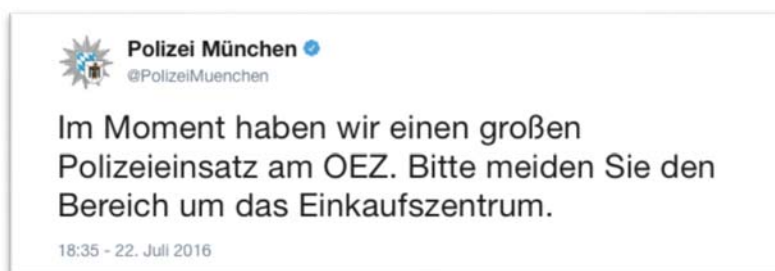 Polizei München
@PolizeiMuenchen
Im Moment haben wir einen großen
Polizeieinsatz am OEZ. Bitte meiden Sie den
Bereich um das Einkaufszentrum.
18:35 - 22. Juli 2016